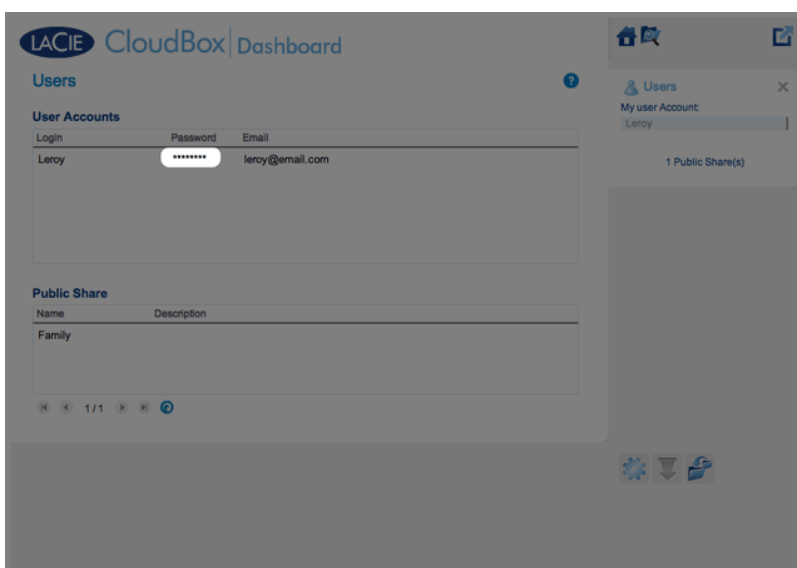 LACIE CloudBox Dashboard
Users
User Accounts
Login Password Email
Leroy ******** leroy@email.com
Public Share
Name Description
Family
1 / 1
Users
My user Account:
Leroy
1 Public Share(s)